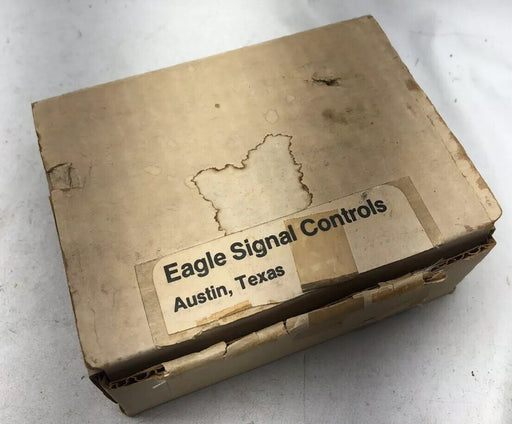 Eagle Signal Controls
Austin, Texas